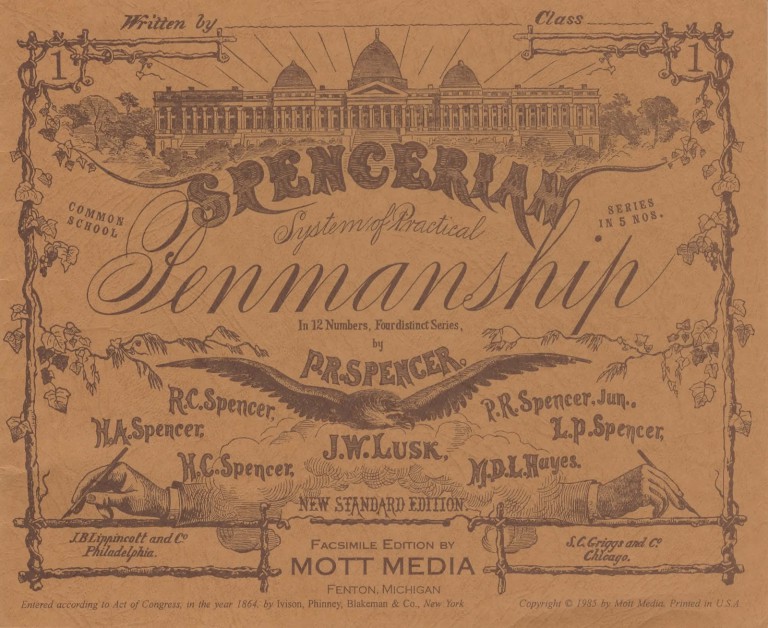 Written by
Class
1
1
SPENCERIAN
COMMON SCHOOL
SERIES IN 5 NOS.
System of Practical
Penmanship
In 12 Numbers, Four distinct Series,
by
P.R. SPENCER.
R.C. Spencer,
P.R. Spencer, Jun..
H.A. Spencer,
L.P. Spencer,
J.W. LUSK,
H.C. Spencer,
M.D.L. Hayes.
NEW STANDARD EDITION.
J.B. Lippincott and Co
Philadelphia.
S.C. Griggs and Co
Chicago.
FACSIMILE EDITION BY
MOTT MEDIA
FENTON, MICHIGAN
Entered according to Act of Congress, in the year 1864, by Ivison, Phinney, Blakeman & Co., New York
Copyright © 1985 by Mott Media. Printed in U.S.A.